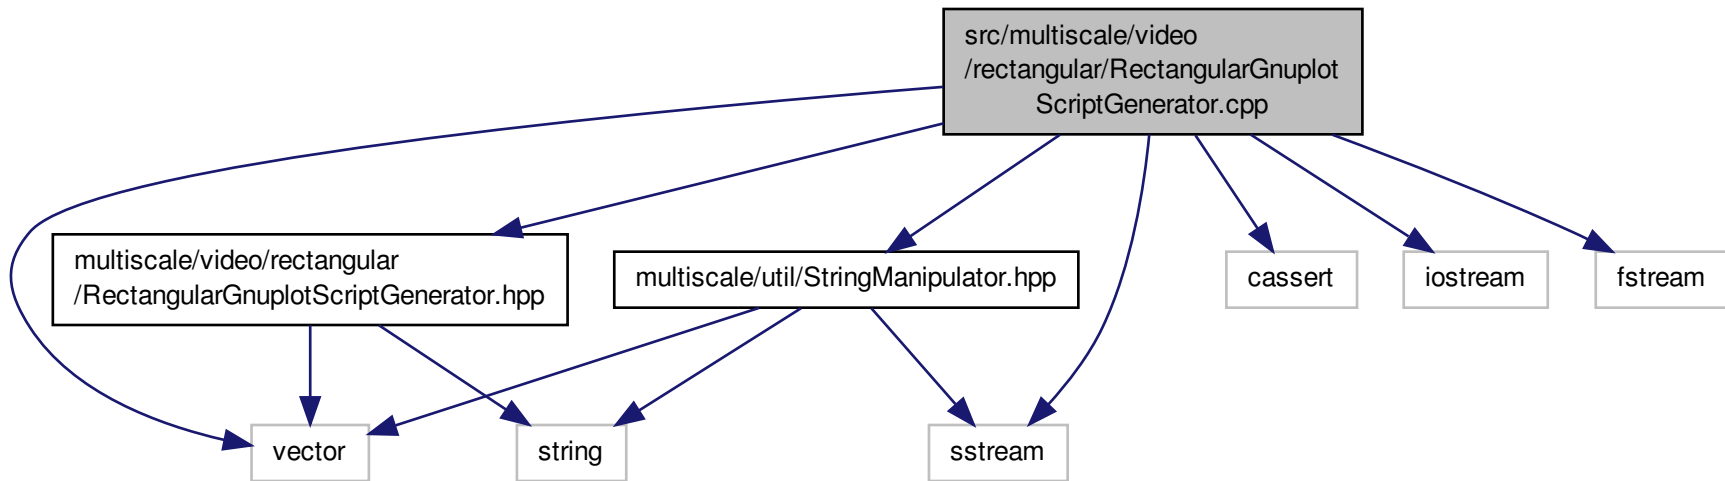 src/multiscale/video
/rectangular/RectangularGnuplot
ScriptGenerator.cpp
multiscale/video/rectangular
/RectangularGnuplotScriptGenerator.hpp
multiscale/util/StringManipulator.hpp
cassert
iostream
fstream
vector
string
sstream